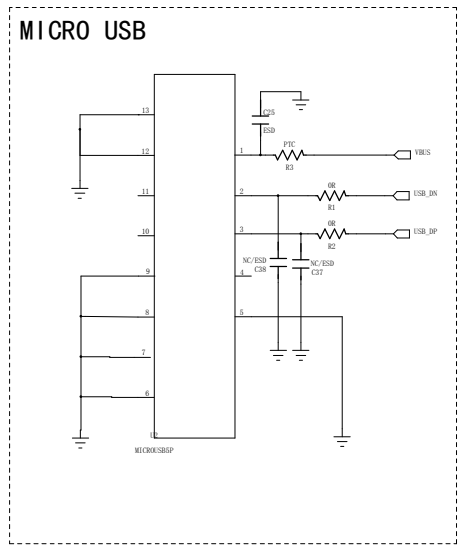 MICRO USB
C25
ESD
13
12
11
10
9
8
7
6
1
PTC
R3
VBUS
2
0R
R1
USB_DN
3
0R
R2
USB_DP
NC/ESD
C38
NC/ESD
C37
4
5
MICROUSB5P